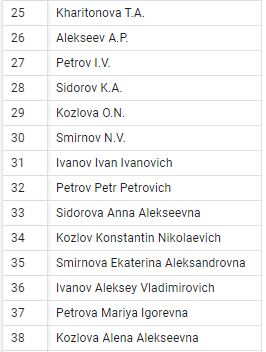 25 Kharitonova T.A.
26 Alekseev A.P.
27 Petrov I.V.
28 Sidorov K.A.
29 Kozlova O.N.
30 Smirnov N.V.
31 Ivanov Ivan Ivanovich
32 Petrov Petr Petrovich
33 Sidorova Anna Alekseevna
34 Kozlov Konstantin Nikolaevich
35 Smirnova Ekaterina Aleksandrovna
36 Ivanov Aleksey Vladimirovich
37 Petrova Mariya Igorevna
38 Kozlova Alena Alekseevna